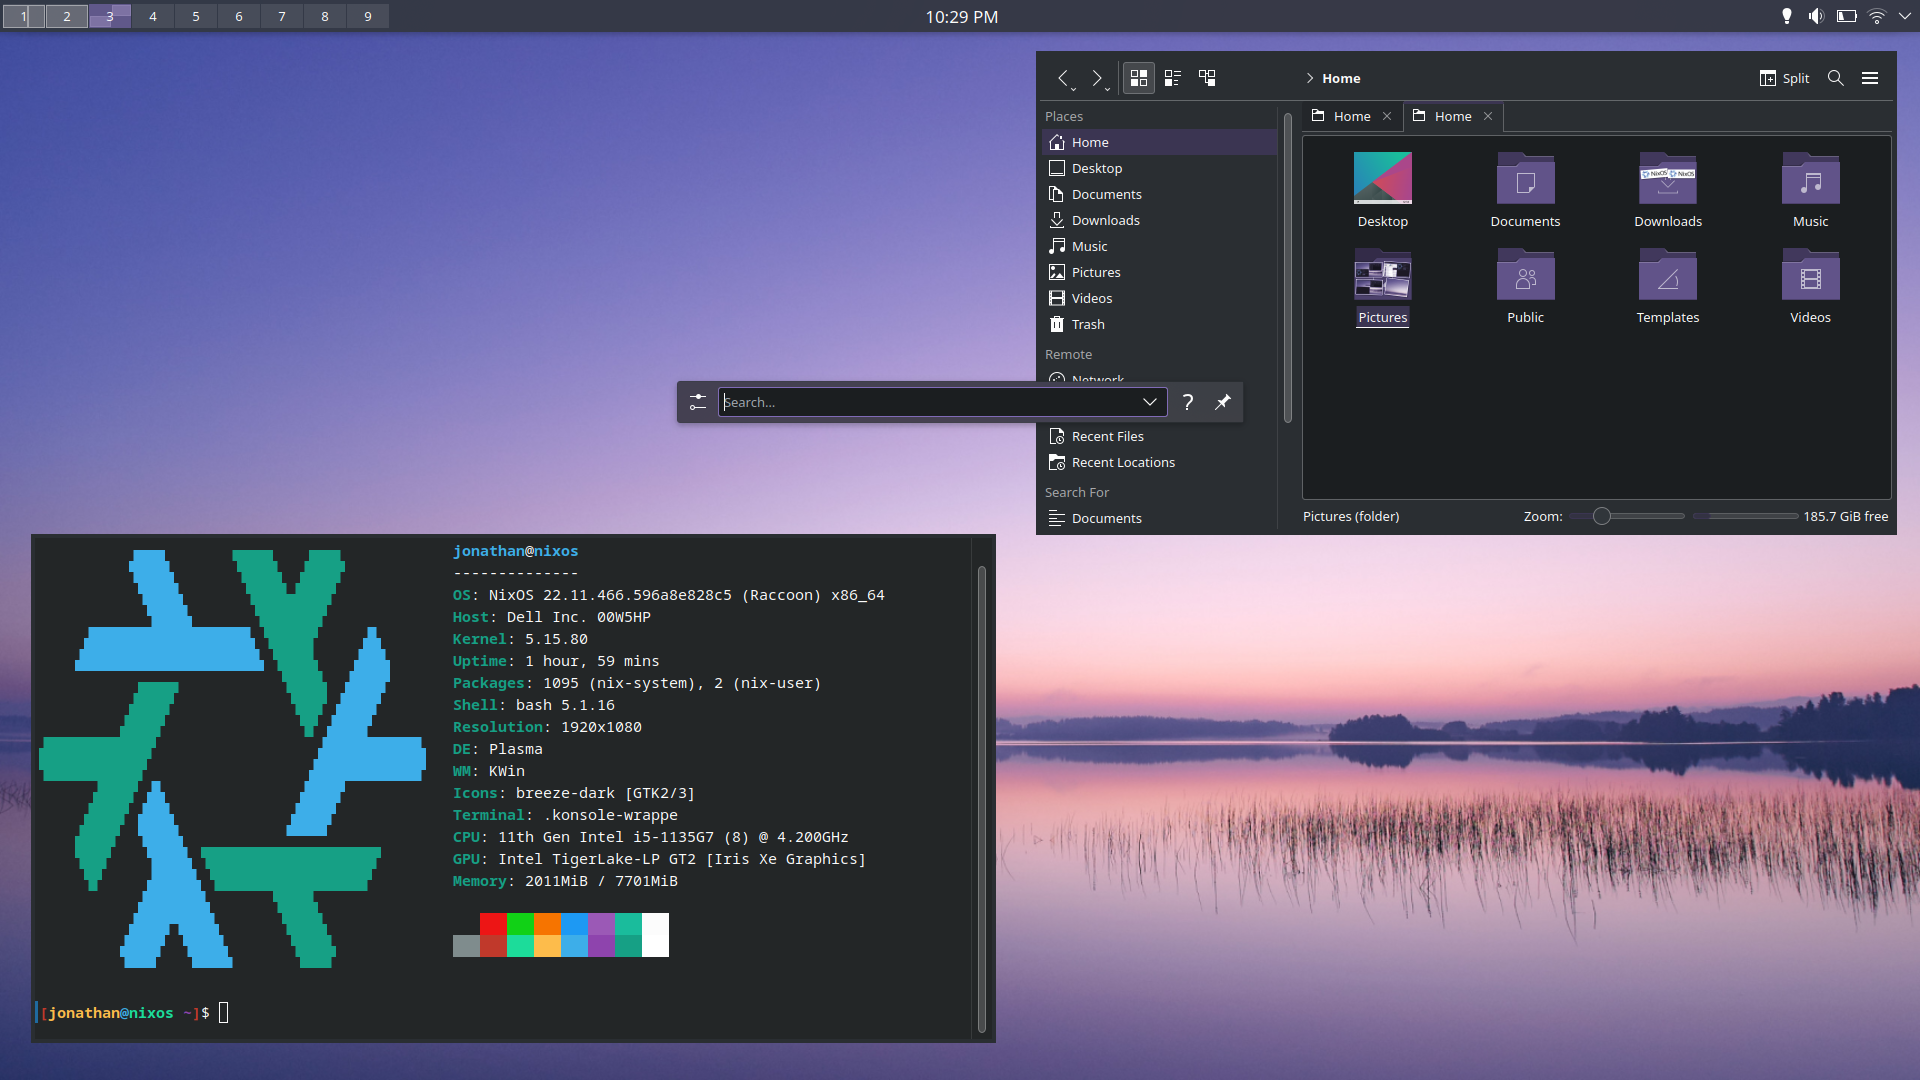 1 2 3 4 5 6 7 8 9
10:29 PM
Home
Split
Places
Home
Desktop
Documents
Downloads
Music
Pictures
Videos
Trash
Remote
Network
Recent Files
Recent Locations
Search For
Documents
Home
Home
Desktop
Documents
NixOS NixOS
Downloads
Music
Pictures
Public
Templates
Videos
Pictures (folder)
Zoom:
185.7 GiB free
Search...
?
jonathan@nixos
--------------
OS: NixOS 22.11.466.596a8e828c5 (Raccoon) x86_64
Host: Dell Inc. 00W5HP
Kernel: 5.15.80
Uptime: 1 hour, 59 mins
Packages: 1095 (nix-system), 2 (nix-user)
Shell: bash 5.1.16
Resolution: 1920x1080
DE: Plasma
WM: KWin
Icons: breeze-dark [GTK2/3]
Terminal: .konsole-wrappe
CPU: 11th Gen Intel i5-1135G7 (8) @ 4.200GHz
GPU: Intel TigerLake-LP GT2 [Iris Xe Graphics]
Memory: 2011MiB / 7701MiB
[jonathan@nixos ~]$